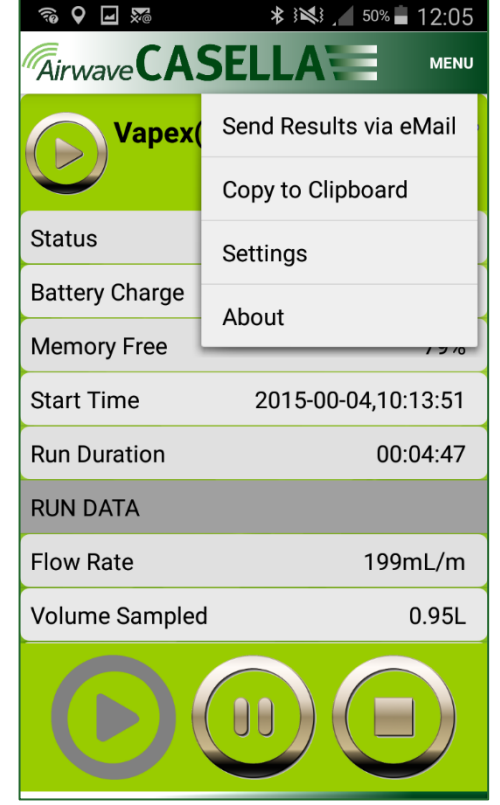 50% 12:05
Airwave CASELLA MENU
Vapex(
Send Results via eMail
Copy to Clipboard
Settings
About
Status
Battery Charge
Memory Free 79%
Start Time 2015-00-04,10:13:51
Run Duration 00:04:47
RUN DATA
Flow Rate 199mL/m
Volume Sampled 0.95L